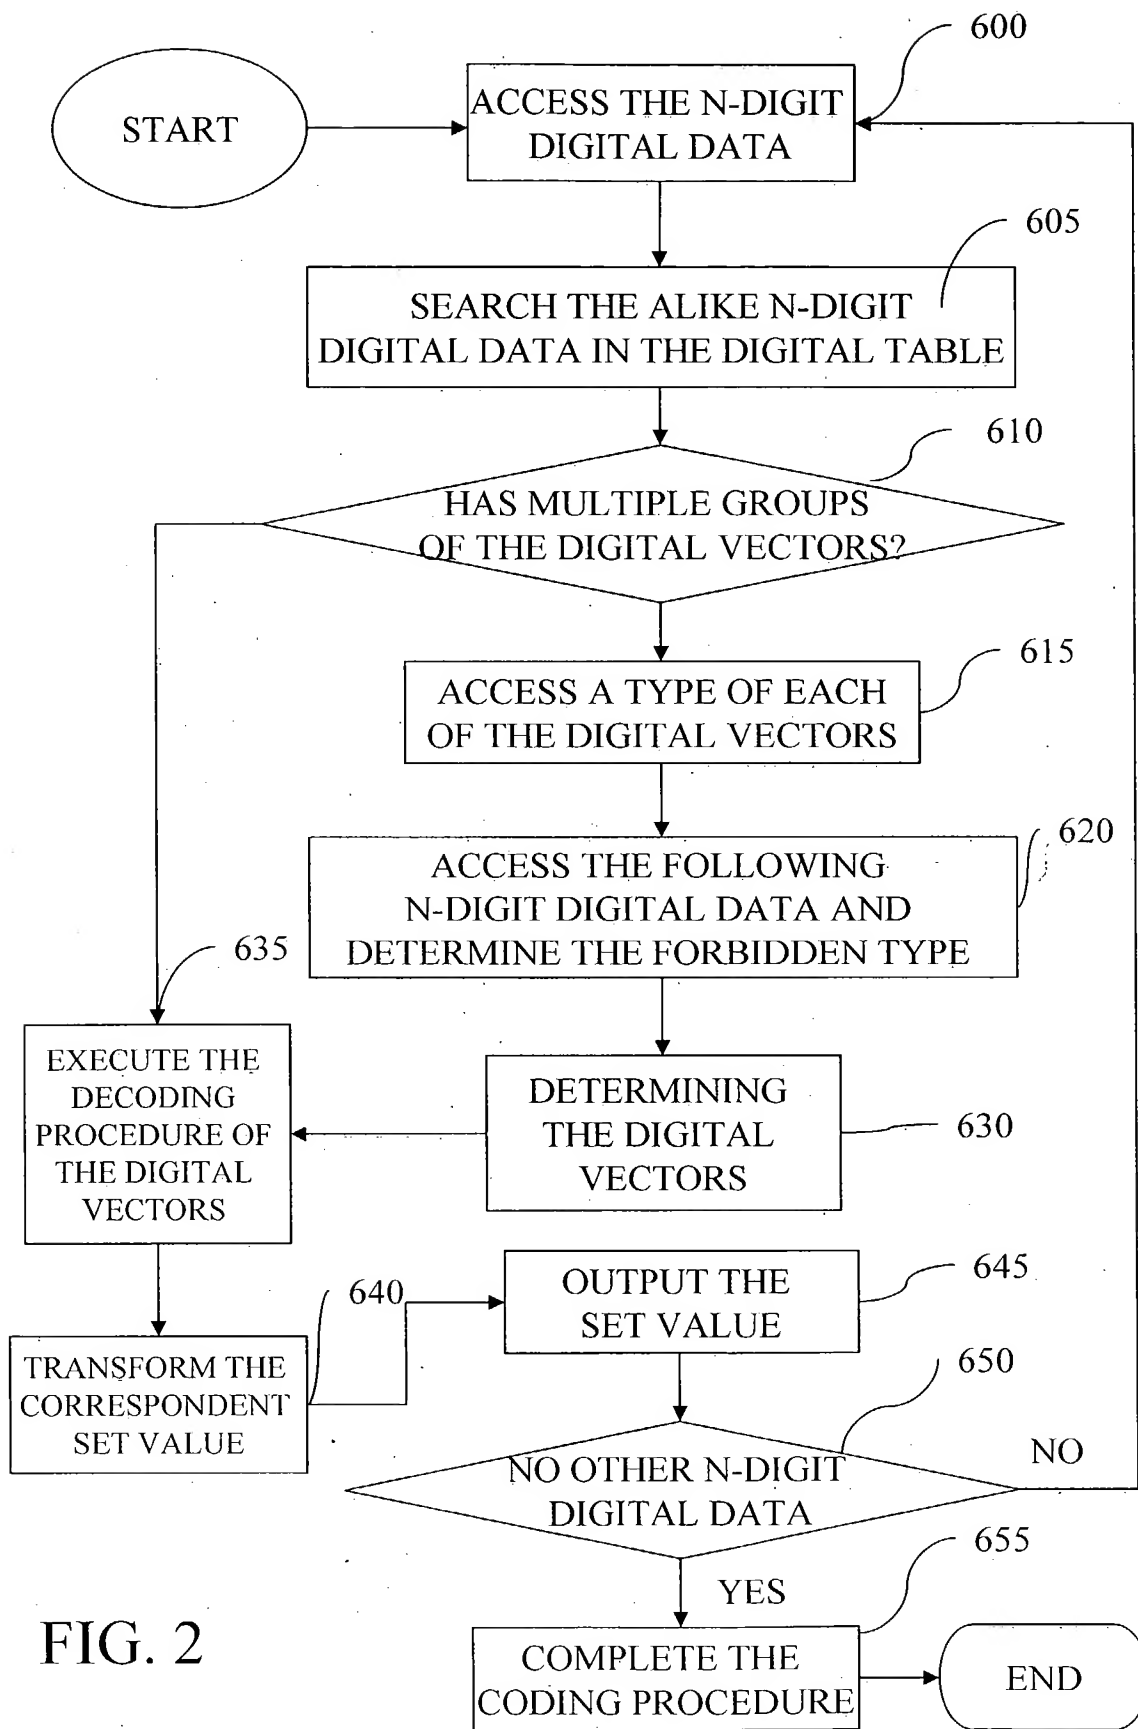 600
START
ACCESS THE N-DIGIT
DIGITAL DATA
605
SEARCH THE ALIKE N-DIGIT
DIGITAL DATA IN THE DIGITAL TABLE
610
HAS MULTIPLE GROUPS
OF THE DIGITAL VECTORS?
615
ACCESS A TYPE OF EACH
OF THE DIGITAL VECTORS
620
ACCESS THE FOLLOWING
N-DIGIT DIGITAL DATA AND
DETERMINE THE FORBIDDEN TYPE
635
EXECUTE THE
DECODING
PROCEDURE OF
THE DIGITAL
VECTORS
DETERMINING
THE DIGITAL
VECTORS
630
640
TRANSFORM THE
CORRESPONDENT
SET VALUE
645
OUTPUT THE
SET VALUE
650
NO OTHER N-DIGIT
DIGITAL DATA
NO
YES
655
COMPLETE THE
CODING PROCEDURE
END
FIG. 2